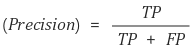 (Precision) = TP / (TP + FP)